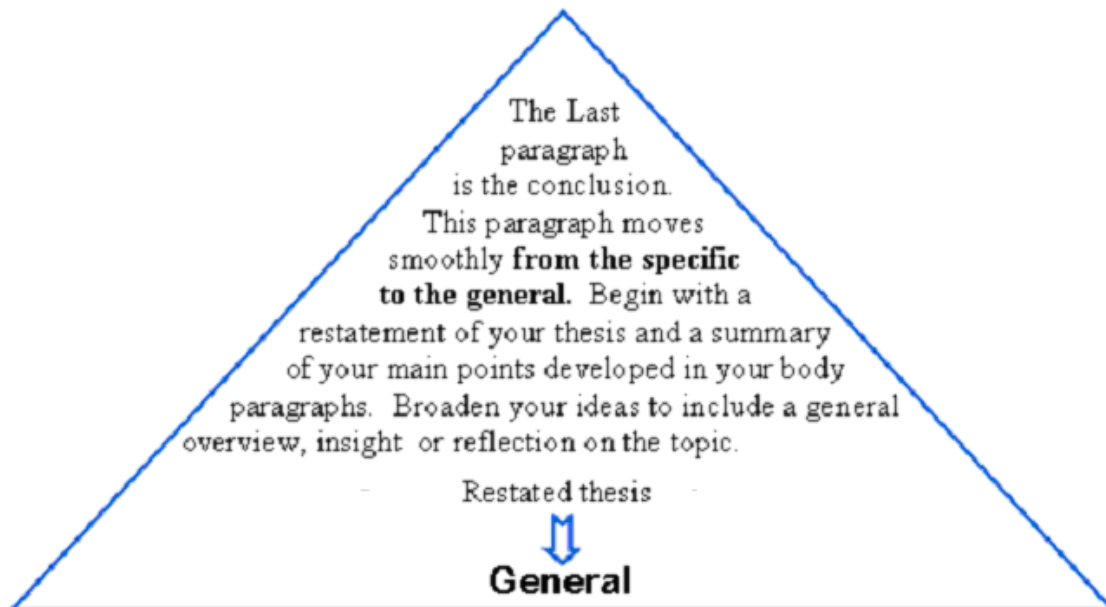 The Last
paragraph
is the conclusion.
This paragraph moves
smoothly from the specific
to the general. Begin with a
restatement of your thesis and a summary
of your main points developed in your body
paragraphs. Broaden your ideas to include a general
overview, insight or reflection on the topic.
Restated thesis
General